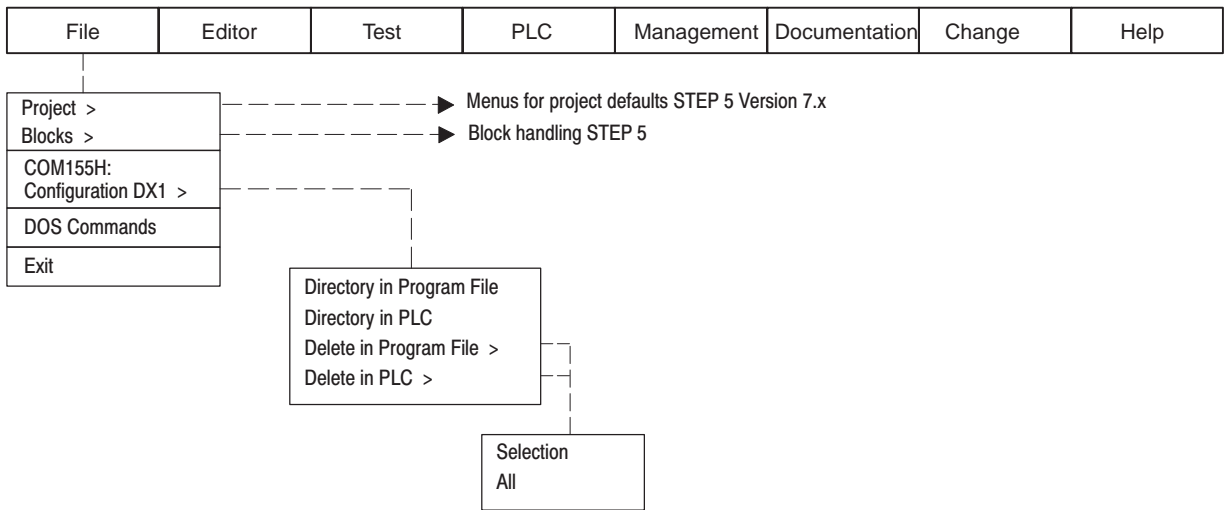 File Editor Test PLC Management Documentation Change Help
Project >
Menus for project defaults STEP 5 Version 7.x
Blocks >
Block handling STEP 5
COM155H:
Configuration DX1 >
DOS Commands
Exit
Directory in Program File
Directory in PLC
Delete in Program File >
Delete in PLC >
Selection
All